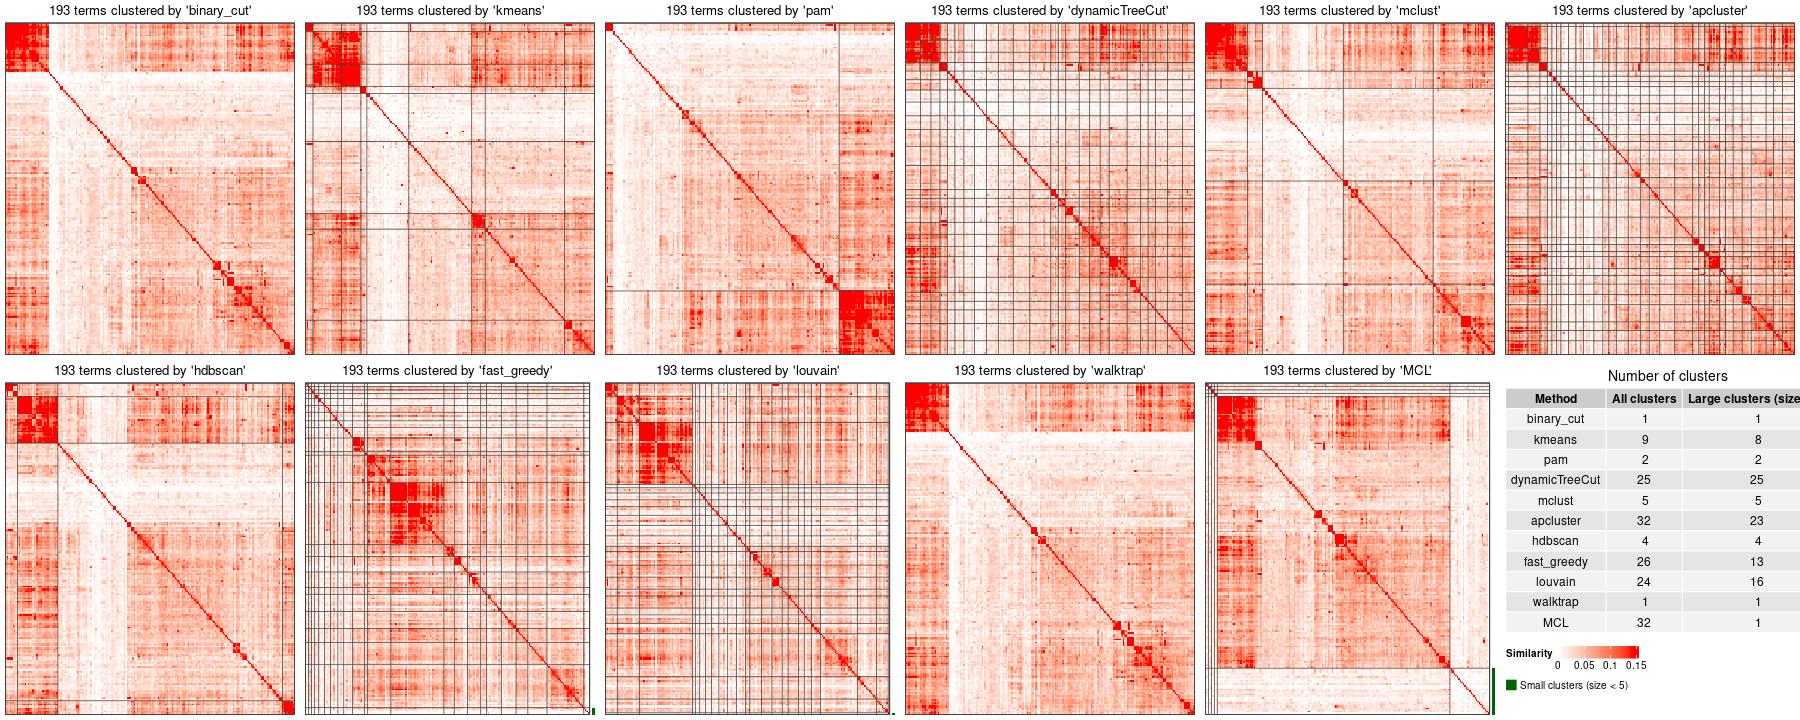 193 terms clustered by 'binary_cut'
193 terms clustered by 'kmeans'
193 terms clustered by 'pam'
193 terms clustered by 'dynamicTreeCut'
193 terms clustered by 'mclust'
193 terms clustered by 'apcluster'
193 terms clustered by 'hdbscan'
193 terms clustered by 'fast_greedy'
193 terms clustered by 'louvain'
193 terms clustered by 'walktrap'
193 terms clustered by 'MCL'
Number of clusters
Method All clusters Large clusters (size
binary_cut 1 1
kmeans 9 8
pam 2 2
dynamicTreeCut 25 25
mclust 5 5
apcluster 32 23
hdbscan 4 4
fast_greedy 26 13
louvain 24 16
walktrap 1 1
MCL 32 1
Similarity
0 0.05 0.1 0.15
Small clusters (size < 5)